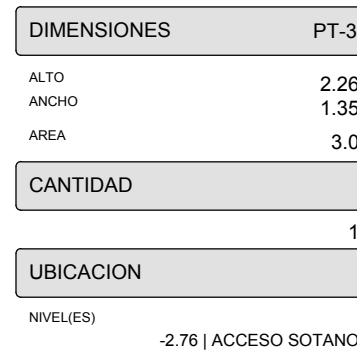 DIMENSIONES PT-3
ALTO 2.26
ANCHO 1.35
AREA 3.0
CANTIDAD
1
UBICACION
NIVEL(ES)
-2.76 | ACCESO SOTANO